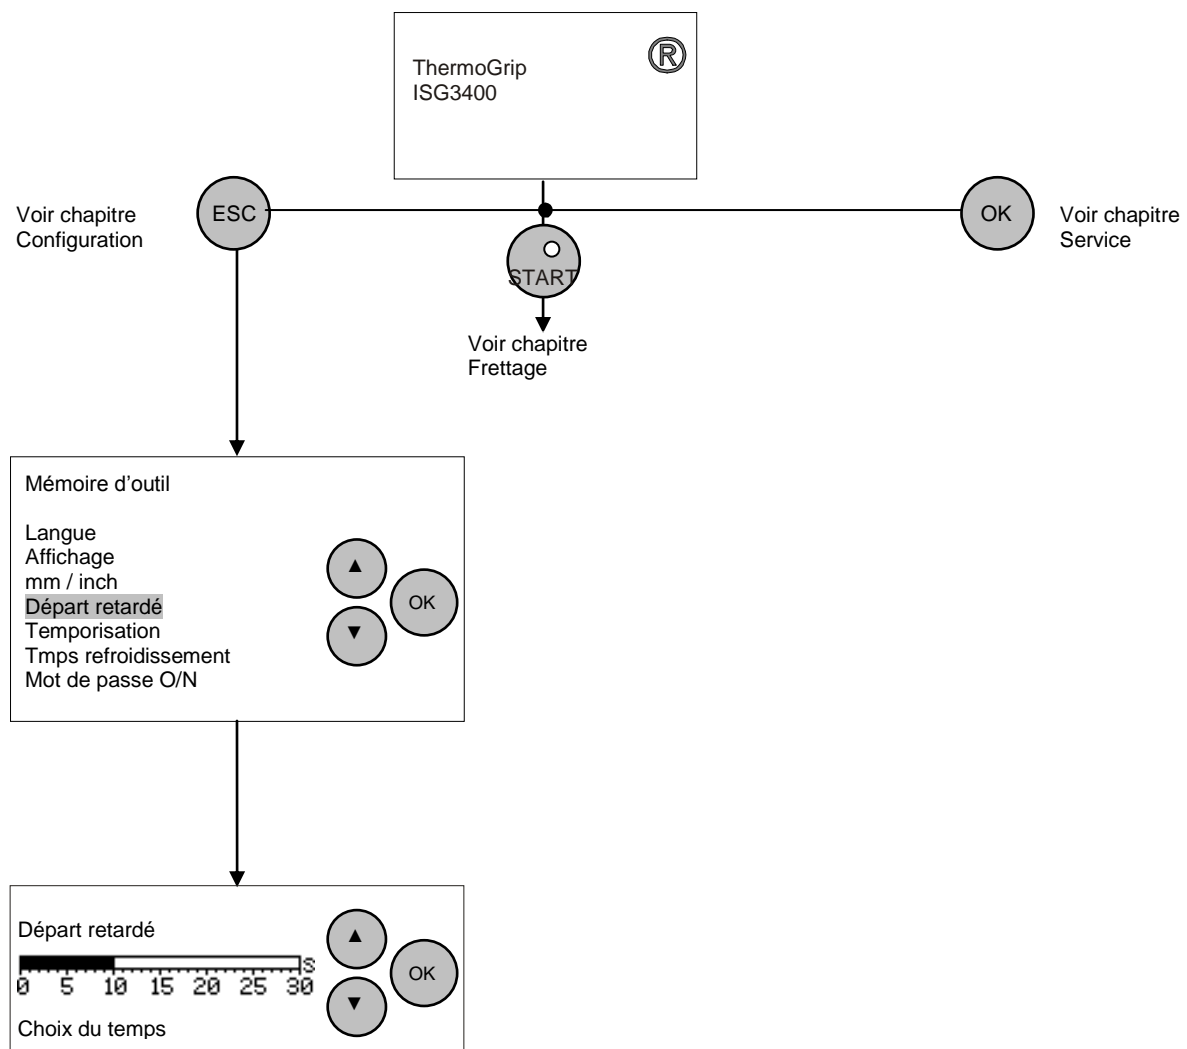 ThermoGrip
ISG3400
®
Voir chapitre
Configuration
ESC
START
OK
Voir chapitre
Service
Voir chapitre
Frettage
Mémoire d'outil
Langue
Affichage
mm / inch
Départ retardé
Temporisation
Tmps refroidissement
Mot de passe O/N
▲
▼
OK
Départ retardé
S
0 5 10 15 20 25 30
Choix du temps
▲
▼
OK